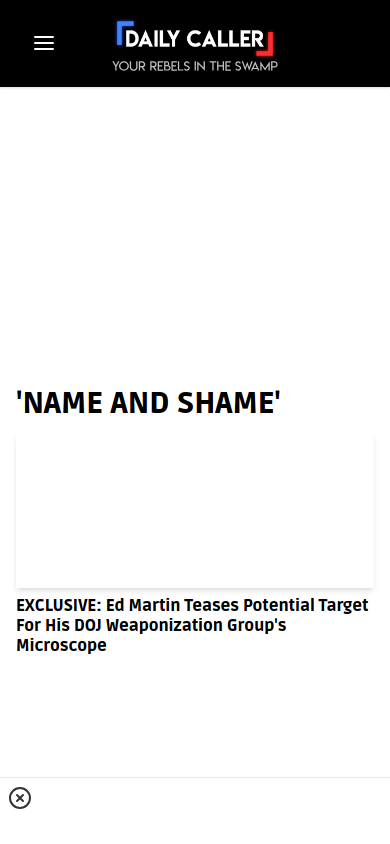 DAILY CALLER
YOUR REBELS IN THE SWAMP
'NAME AND SHAME'
EXCLUSIVE: Ed Martin Teases Potential Target
For His DOJ Weaponization Group's
Microscope